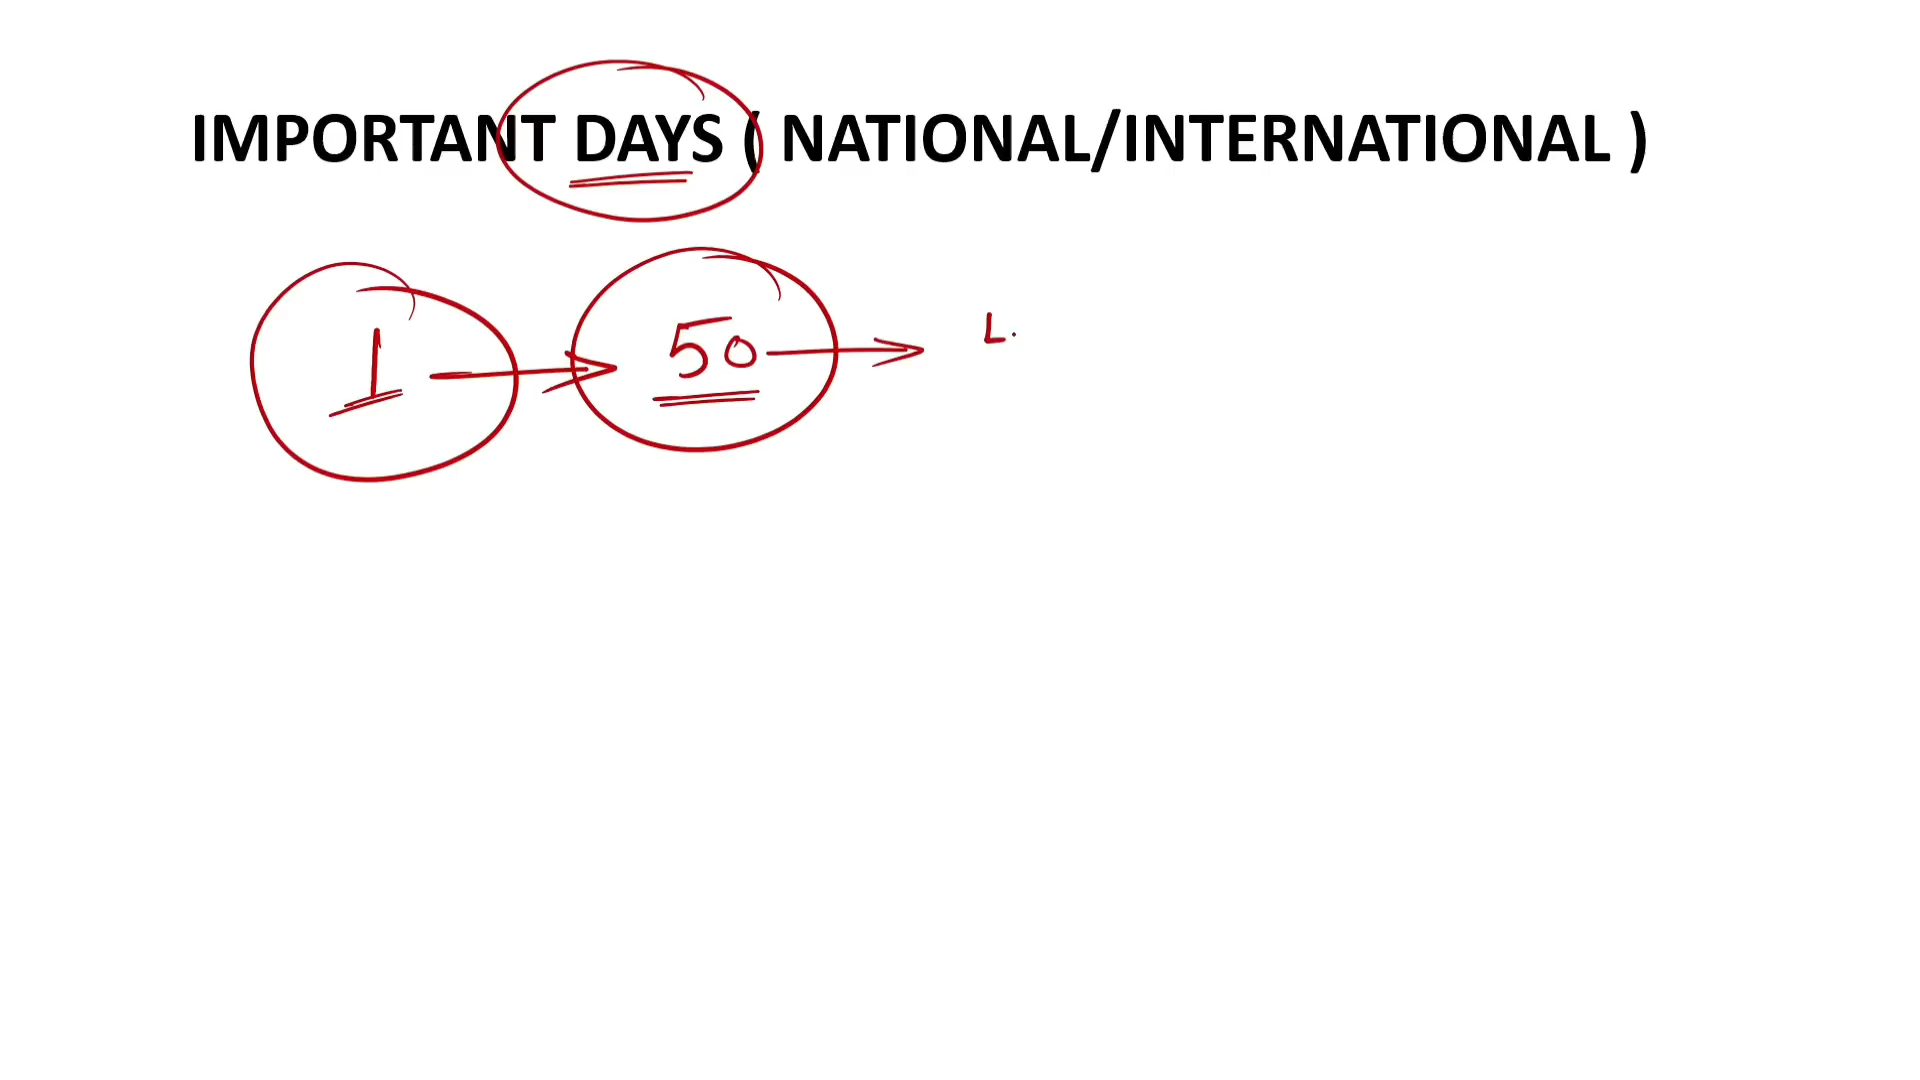 IMPORTANT DAYS ( NATIONAL/INTERNATIONAL )
1 → 50 → L.